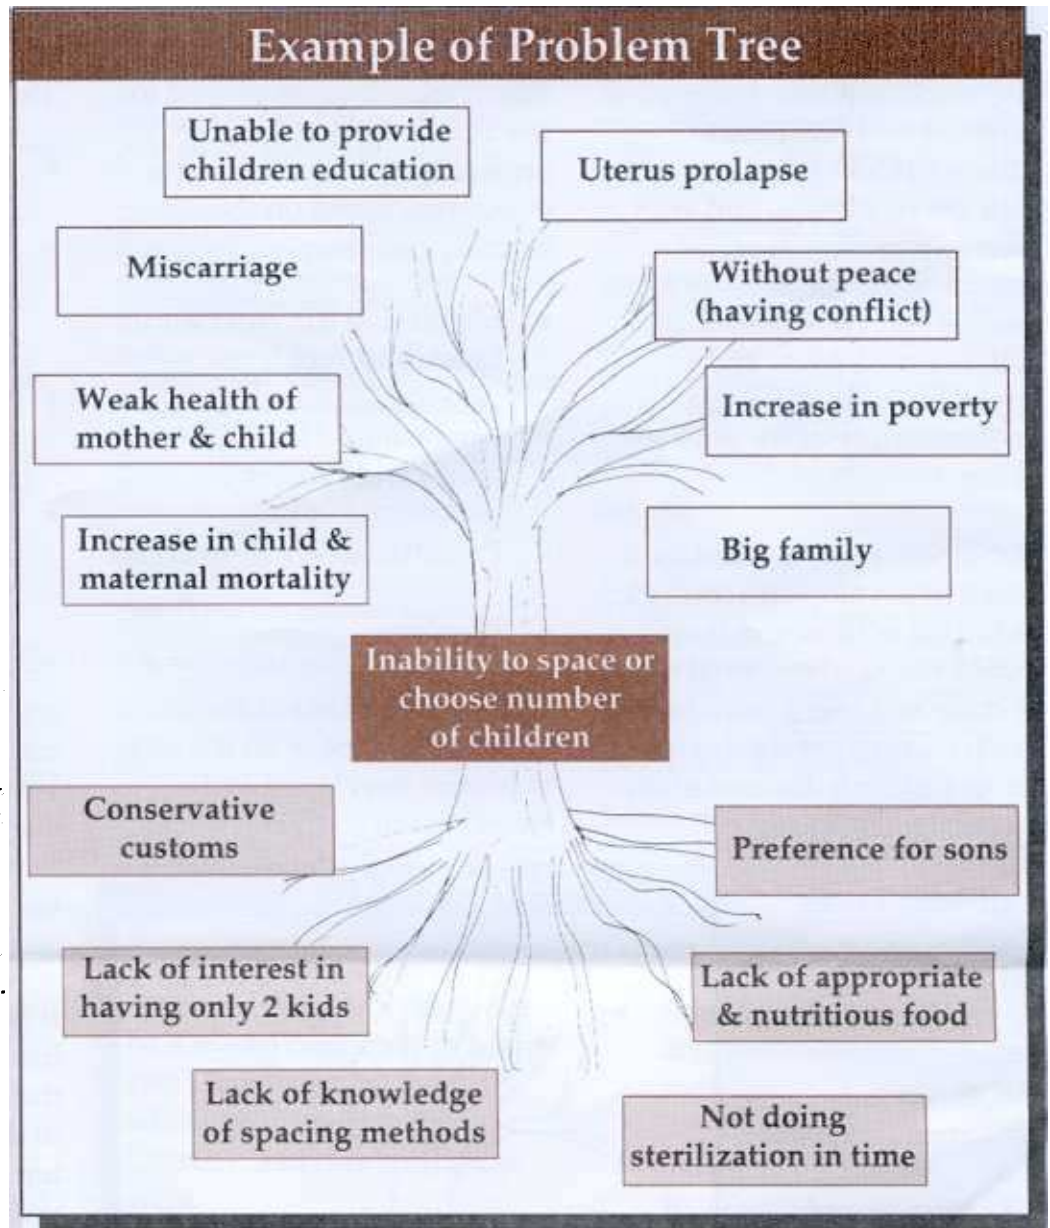 Example of Problem Tree
Unable to provide
children education
Uterus prolapse
Miscarriage
Without peace
(having conflict)
Weak health of
mother & child
Increase in poverty
Increase in child &
maternal mortality
Big family
Inability to space or
choose number
of children
Conservative
customs
Preference for sons
Lack of interest in
having only 2 kids
Lack of appropriate
& nutritious food
Lack of knowledge
of spacing methods
Not doing
sterilization in time